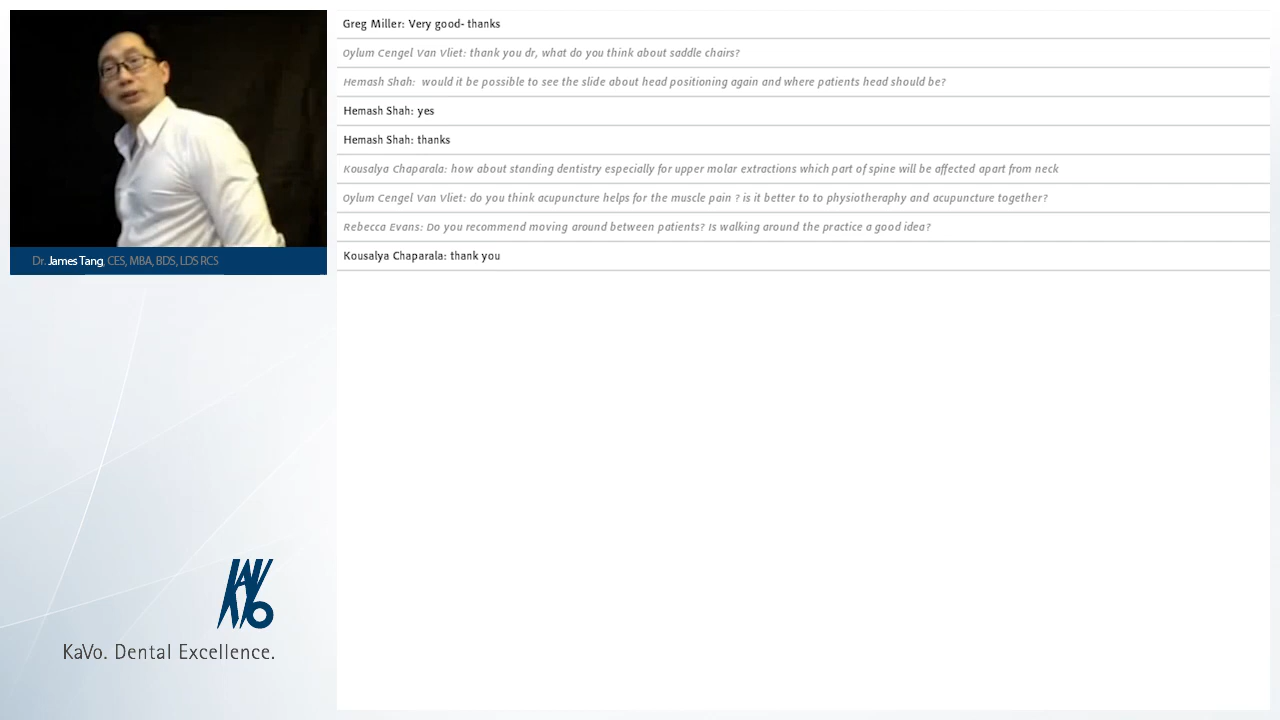 Greg Miller: Very good- thanks
Oylum Cengel Van Vliet: thank you dr, what do you think about saddle chairs?
Hemash Shah:  would it be possible to see the slide about head positioning again and where patients head should be?
Hemash Shah: yes
Hemash Shah: thanks
Kousalya Chaparala: how about standing dentistry especially for upper molar extractions which part of spine will be affected apart from neck
Oylum Cengel Van Vliet: do you think acupuncture helps for the muscle pain ? is it better to to physiotheraphy and acupuncture together?
Rebecca Evans: Do you recommend moving around between patients? Is walking around the practice a good idea?
Kousalya Chaparala: thank you
Dr. James Tang, CES, MBA, BDS, LDS RCS
KaVo
KaVo. Dental Excellence.